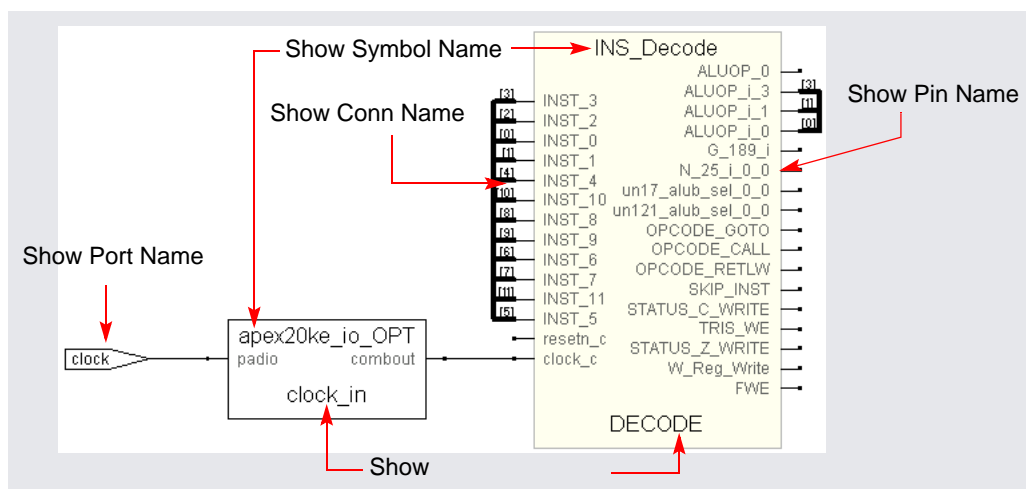 Show Symbol Name
INS_Decode
ALUOP_0
[3] INST_3
ALUOP_i_3 [3]
Show Pin Name
Show Conn Name
[2] INST_2
ALUOP_i_1 [1]
[0] INST_0
ALUOP_i_0 [0]
[1] INST_1
G_189_i
[4] INST_4
N_25_i_0_0
[10] INST_10
un17_alub_sel_0_0
[8] INST_8
un121_alub_sel_0_0
[9] INST_9
OPCODE_GOTO
[6] INST_6
OPCODE_CALL
[7] INST_7
OPCODE_RETLW
[11] INST_11
SKIP_INST
[5] INST_5
STATUS_C_WRITE
Show Port Name
TRIS_WE
resetn_c
STATUS_Z_WRITE
clock_c
W_Reg_Write
FWE
DECODE
clock
apex20ke_io_OPT
padio combout
clock_in
Show